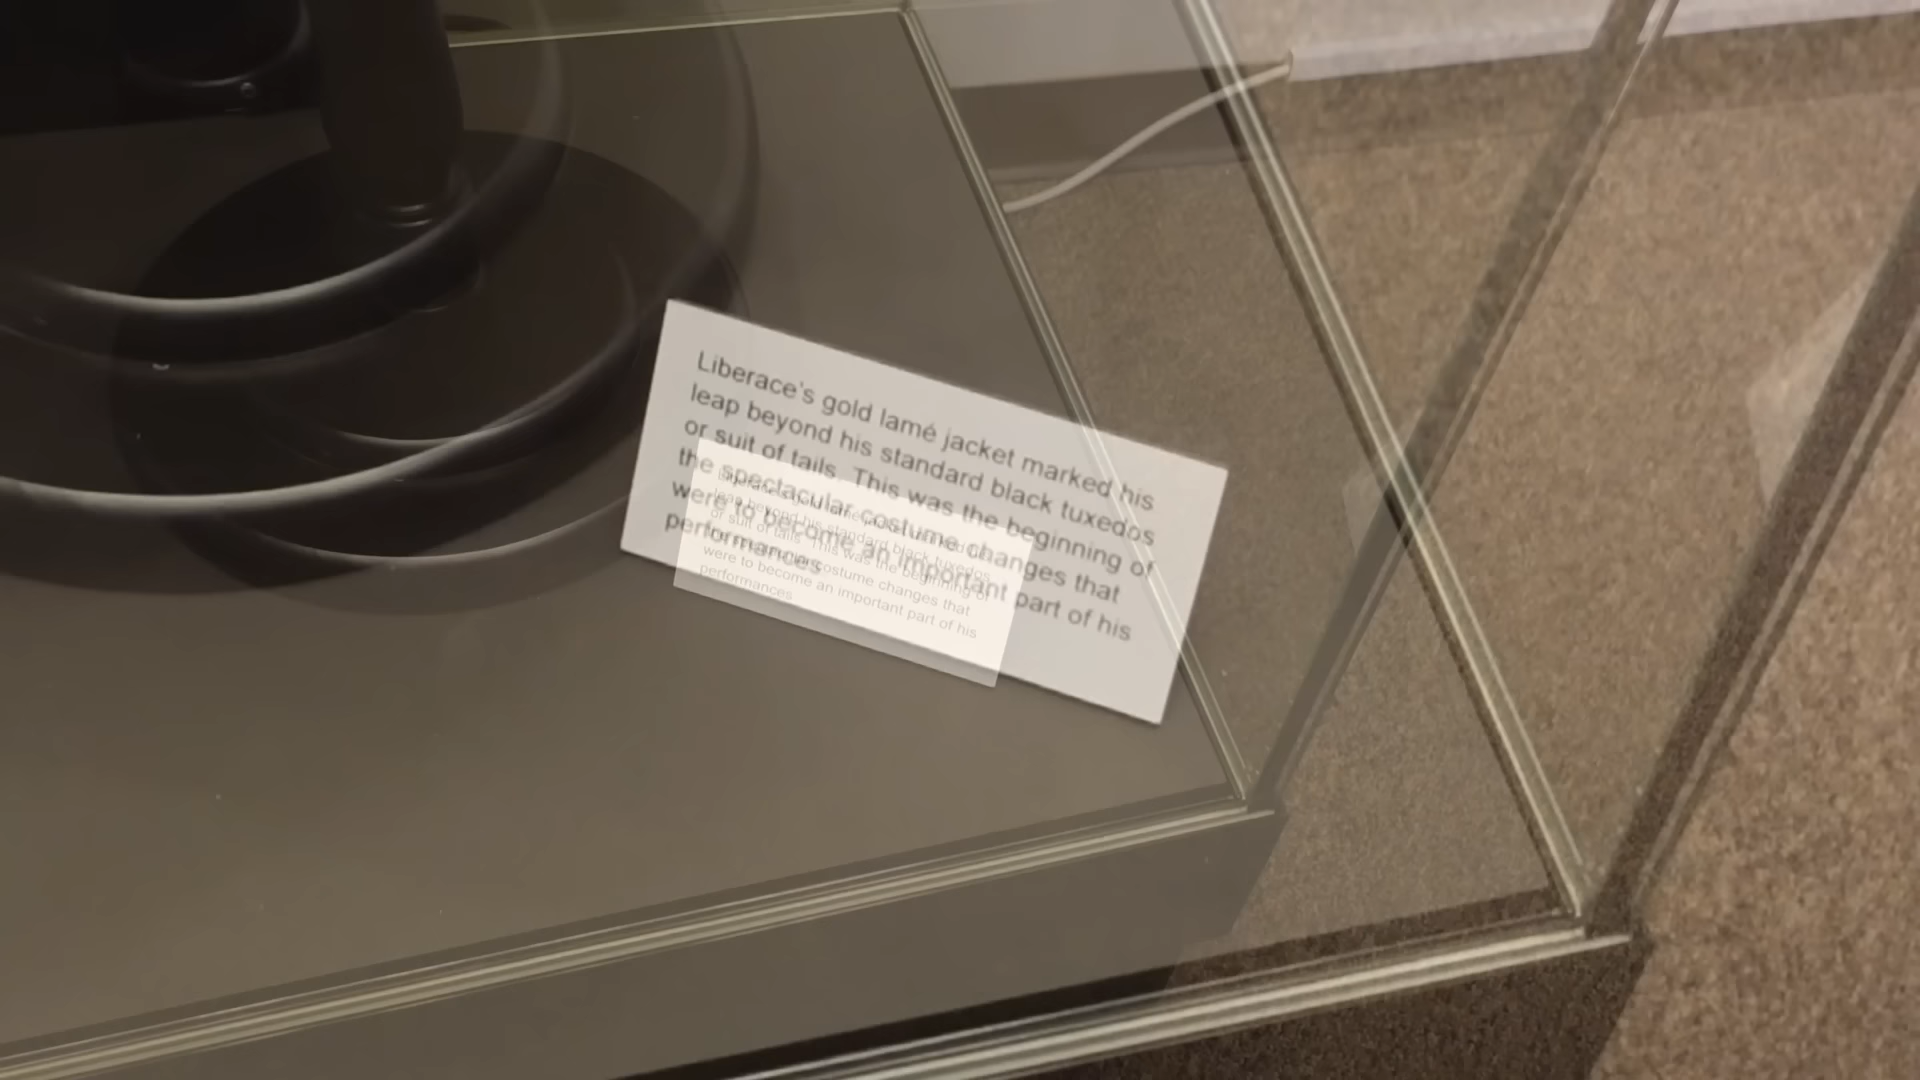 Liberace's gold lamé jacket marked his
leap beyond his standard black tuxedos
or suit of tails. This was the beginning of
the spectacular costume changes that
were to become an important part of his
performances